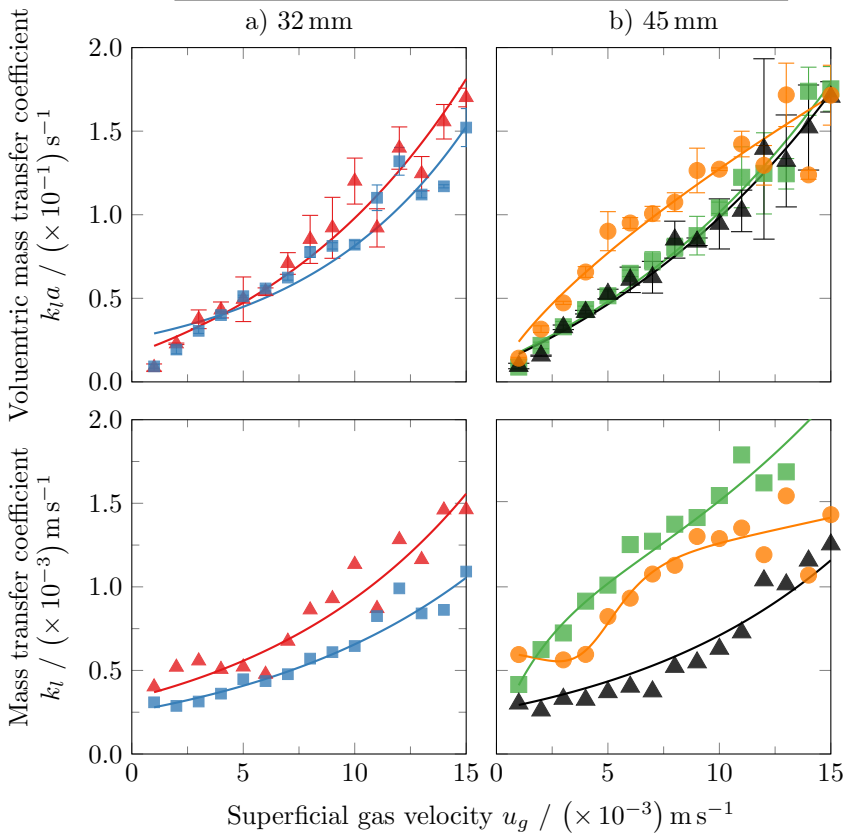 a) 32 mm
b) 45 mm
Voluemtric mass transfer coefficient
k_l a / (× 10⁻¹) s⁻¹
2.0
1.5
1.0
0.5
0.0
Mass transfer coefficient
k_l / (× 10⁻³) m s⁻¹
2.0
1.5
1.0
0.5
0.0
0 5 10 15
0 5 10 15
Superficial gas velocity u_g / (× 10⁻³) m s⁻¹